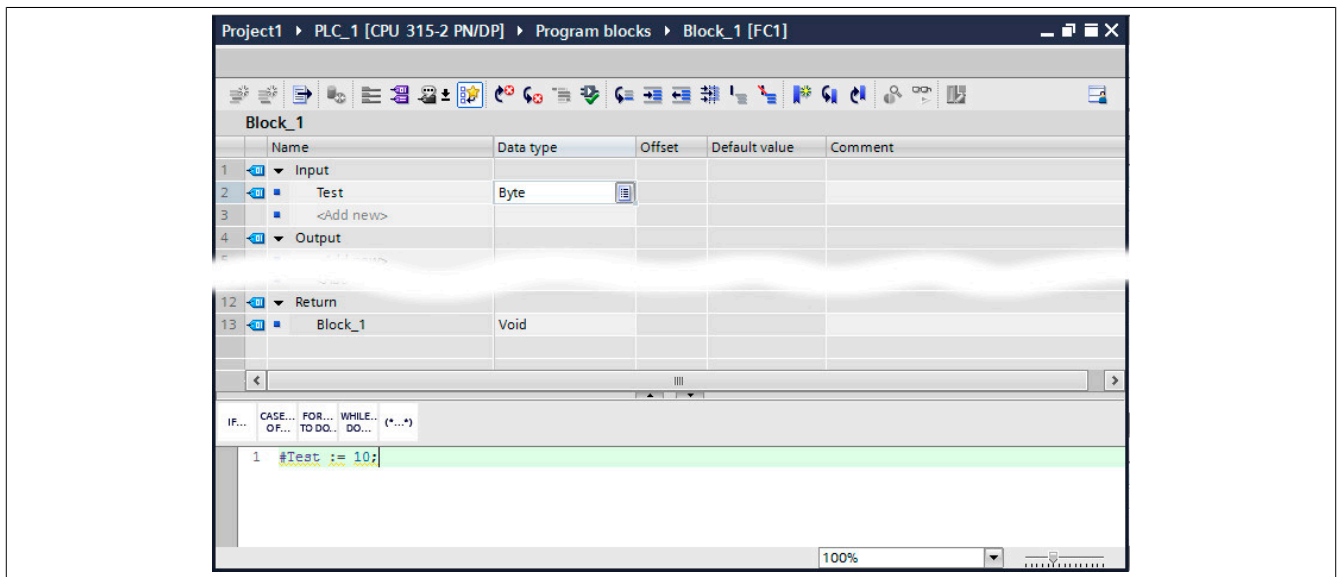 Project1 ▸ PLC_1 [CPU 315-2 PN/DP] ▸ Program blocks ▸ Block_1 [FC1]
Block_1
Name Data type Offset Default value Comment
1 Input
2 Test Byte
3 <Add new>
4 Output
12 Return
13 Block_1 Void
IF... CASE... OF... FOR... TO DO.. WHILE.. DO... (*...*)
1 #Test := 10;
100%